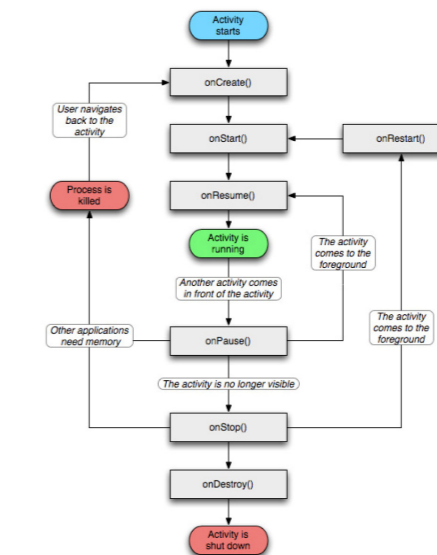 Activity
starts
onCreate()
User navigates
back to the
activity
onStart()
onRestart()
Process is
killed
onResume()
Activity is
running
The activity
comes to the
foreground
Another activity comes
in front of the activity
The activity
comes to the
foreground
Other applications
need memory
onPause()
The activity is no longer visible
onStop()
onDestroy()
Activity is
shut down